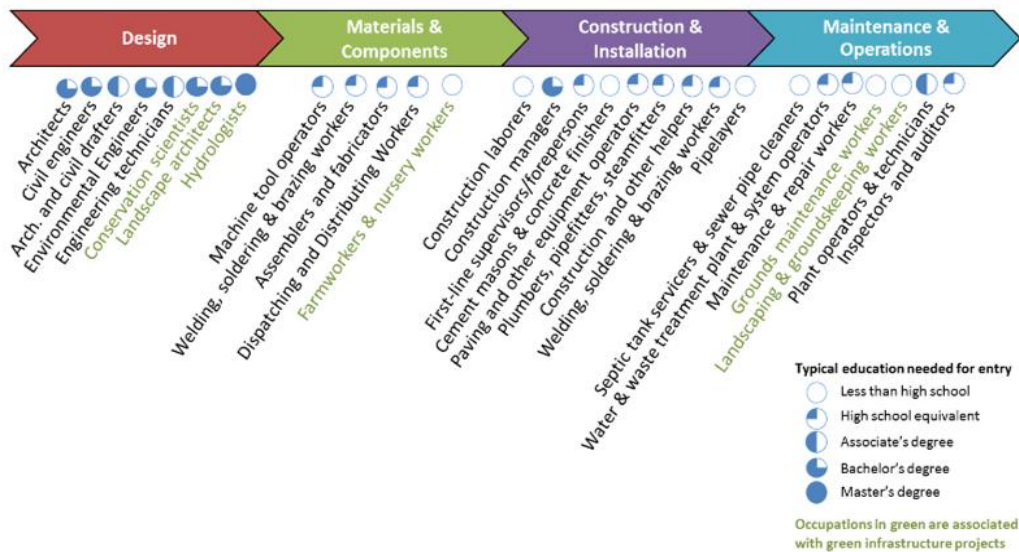 Design
Materials &
Components
Construction &
Installation
Maintenance &
Operations
Architects
Civil engineers
Arch. and civil drafters
Environmental Engineers
Engineering technicians
Conservation scientists
Landscape architects
Hydrologists
Machine tool operators
Welding, soldering & brazing workers
Assemblers and fabricators
Dispatching and Distributing Workers
Farmworkers & nursery workers
Construction laborers
Construction managers
First-line supervisors/forepersons
Cement masons & concrete finishers
Paving and other equipment operators
Plumbers, pipefitters, steamfitters
Construction and other helpers
Welding, soldering & brazing workers
Pipelayers
Septic tank servicers & sewer pipe cleaners
Water & waste treatment plant & system operators
Maintenance & repair workers
Grounds maintenance workers
Landscaping & groundskeeping workers
Plant operators & technicians
Inspectors and auditors
Typical education needed for entry
Less than high school
High school equivalent
Associate's degree
Bachelor's degree
Master's degree
Occupations in green are associated
with green infrastructure projects